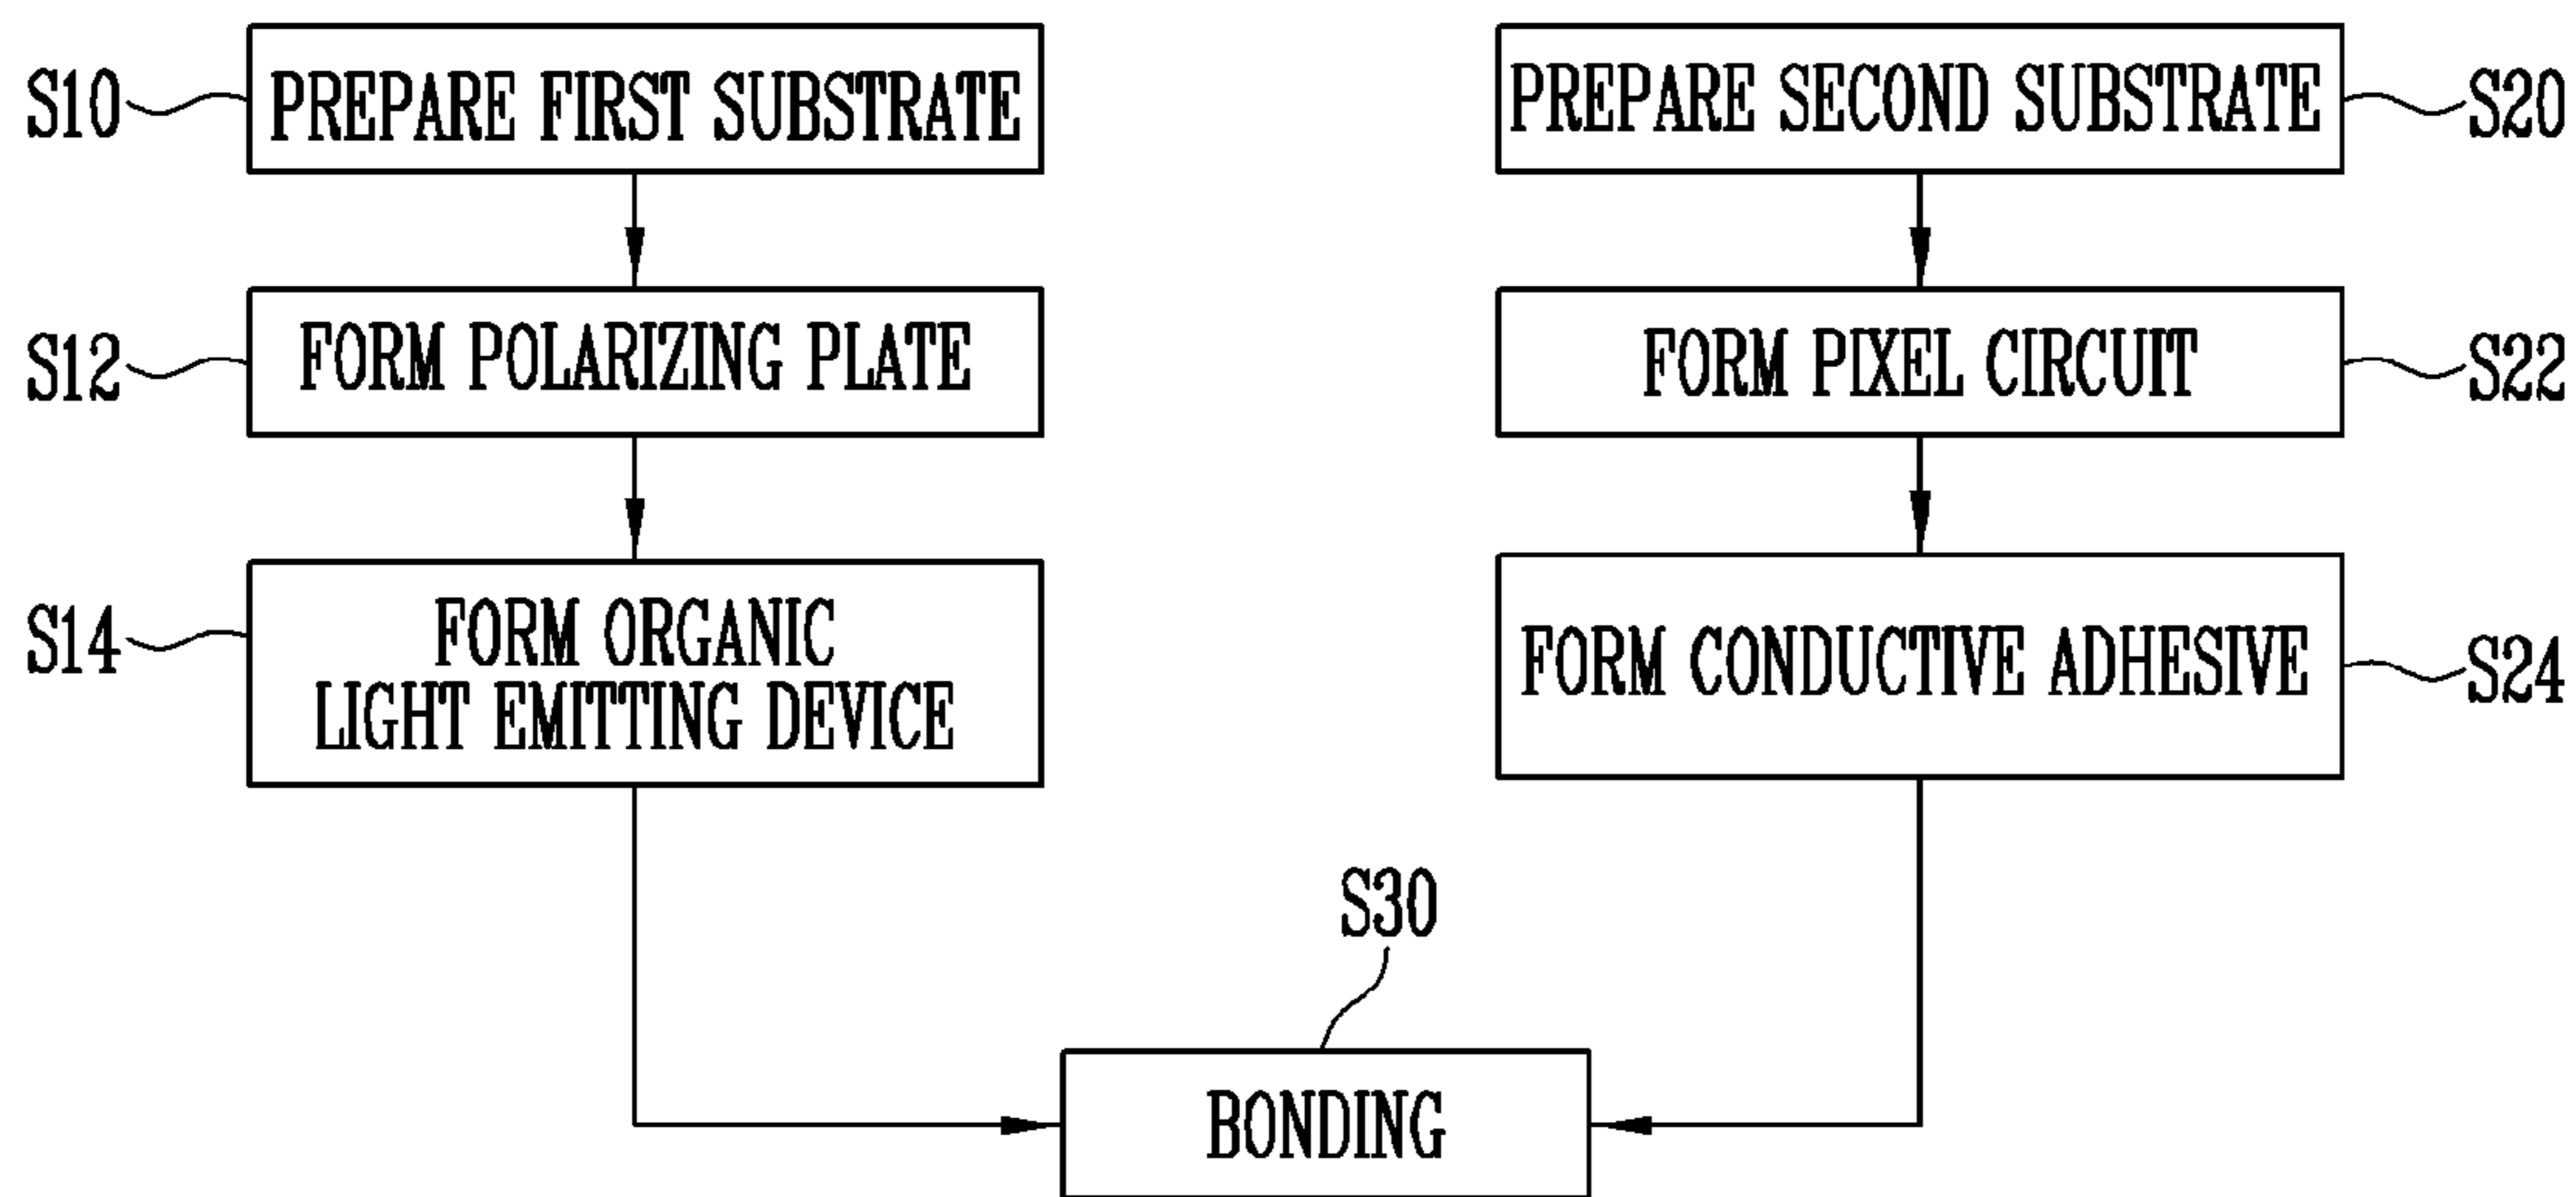 S10
PREPARE FIRST SUBSTRATE
PREPARE SECOND SUBSTRATE
S20
S12
FORM POLARIZING PLATE
FORM PIXEL CIRCUIT
S22
S14
FORM ORGANIC
LIGHT EMITTING DEVICE
FORM CONDUCTIVE ADHESIVE
S24
S30
BONDING